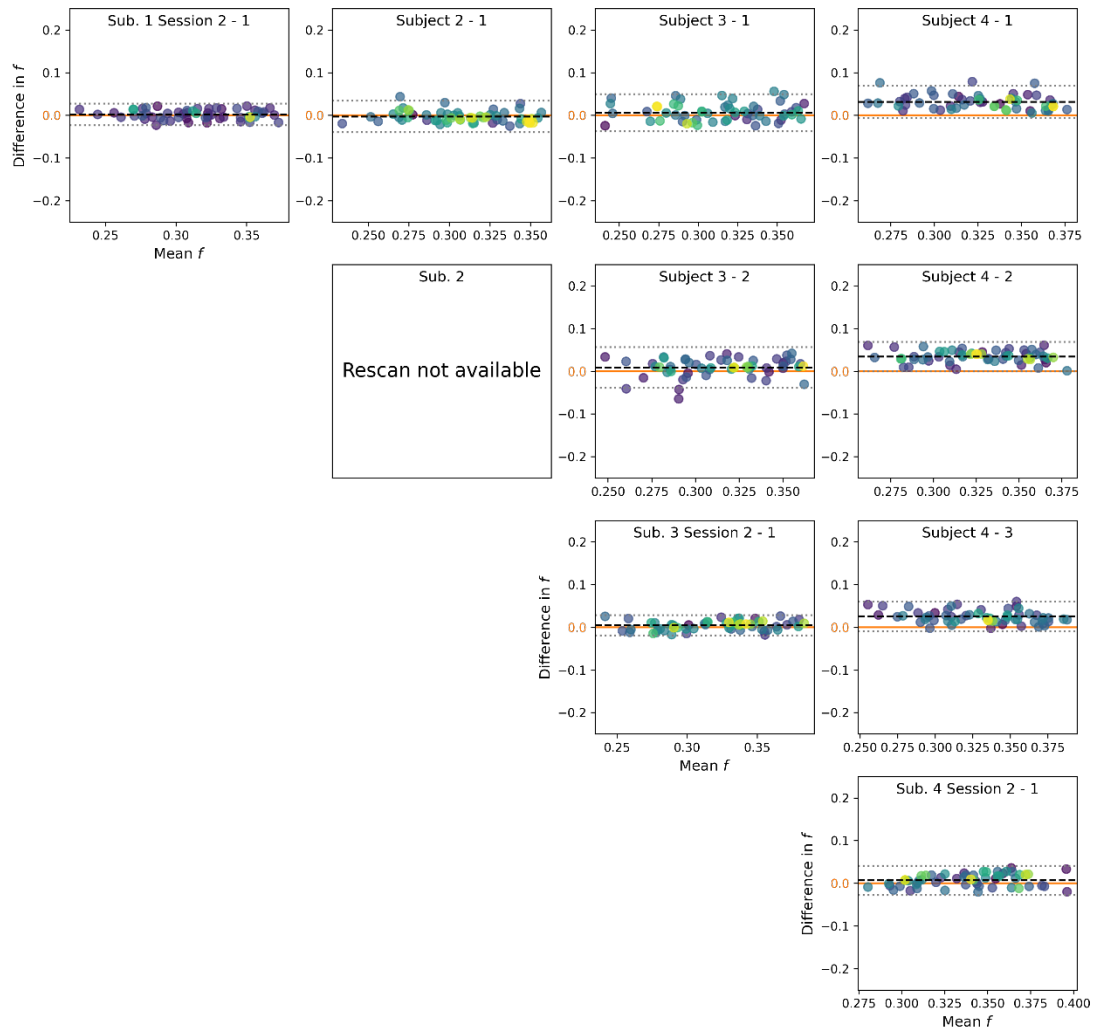 Sub. 1 Session 2 - 1
Subject 2 - 1
Subject 3 - 1
Subject 4 - 1
0.2
0.1
0.0
−0.1
−0.2
Difference in f
0.25 0.30 0.35
Mean f
0.2
0.1
0.0
−0.1
−0.2
0.250 0.275 0.300 0.325 0.350
0.2
0.1
0.0
−0.1
−0.2
0.250 0.275 0.300 0.325 0.350
0.2
0.1
0.0
−0.1
−0.2
0.275 0.300 0.325 0.350 0.375
Sub. 2
Rescan not available
Subject 3 - 2
0.2
0.1
0.0
−0.1
−0.2
0.250 0.275 0.300 0.325 0.350
Subject 4 - 2
0.2
0.1
0.0
−0.1
−0.2
0.275 0.300 0.325 0.350 0.375
Sub. 3 Session 2 - 1
0.2
0.1
0.0
−0.1
−0.2
Difference in f
0.25 0.30 0.35
Mean f
Subject 4 - 3
0.2
0.1
0.0
−0.1
−0.2
0.250 0.275 0.300 0.325 0.350 0.375
Sub. 4 Session 2 - 1
0.2
0.1
0.0
−0.1
−0.2
Difference in f
0.275 0.300 0.325 0.350 0.375 0.400
Mean f